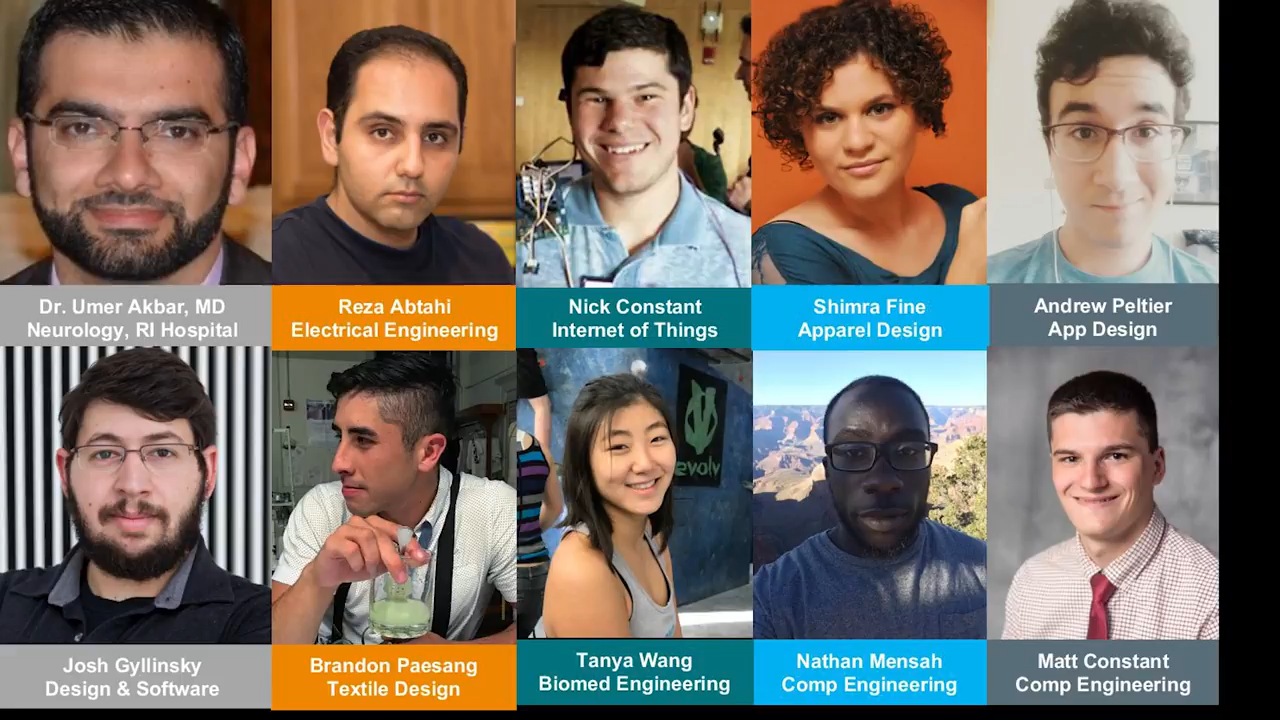 Dr. Umer Akbar, MD
Neurology, RI Hospital
Reza Abtahi
Electrical Engineering
Nick Constant
Internet of Things
Shimra Fine
Apparel Design
Andrew Peltier
App Design
evolv
Josh Gyllinsky
Design & Software
Brandon Paesang
Textile Design
Tanya Wang
Biomed Engineering
Nathan Mensah
Comp Engineering
Matt Constant
Comp Engineering